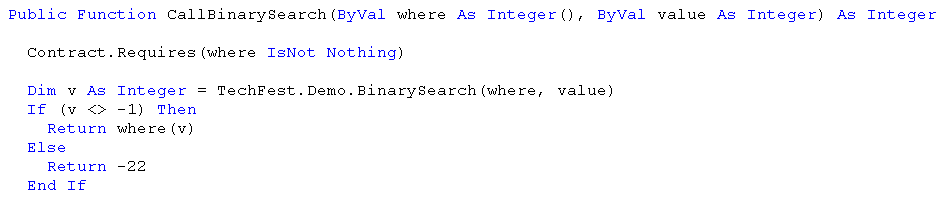 Public Function CallBinarySearch(ByVal where As Integer(), ByVal value As Integer) As Integer
Contract.Requires(where IsNot Nothing)
Dim v As Integer = TechFest.Demo.BinarySearch(where, value)
If (v <> -1) Then
Return where(v)
Else
Return -22
End If